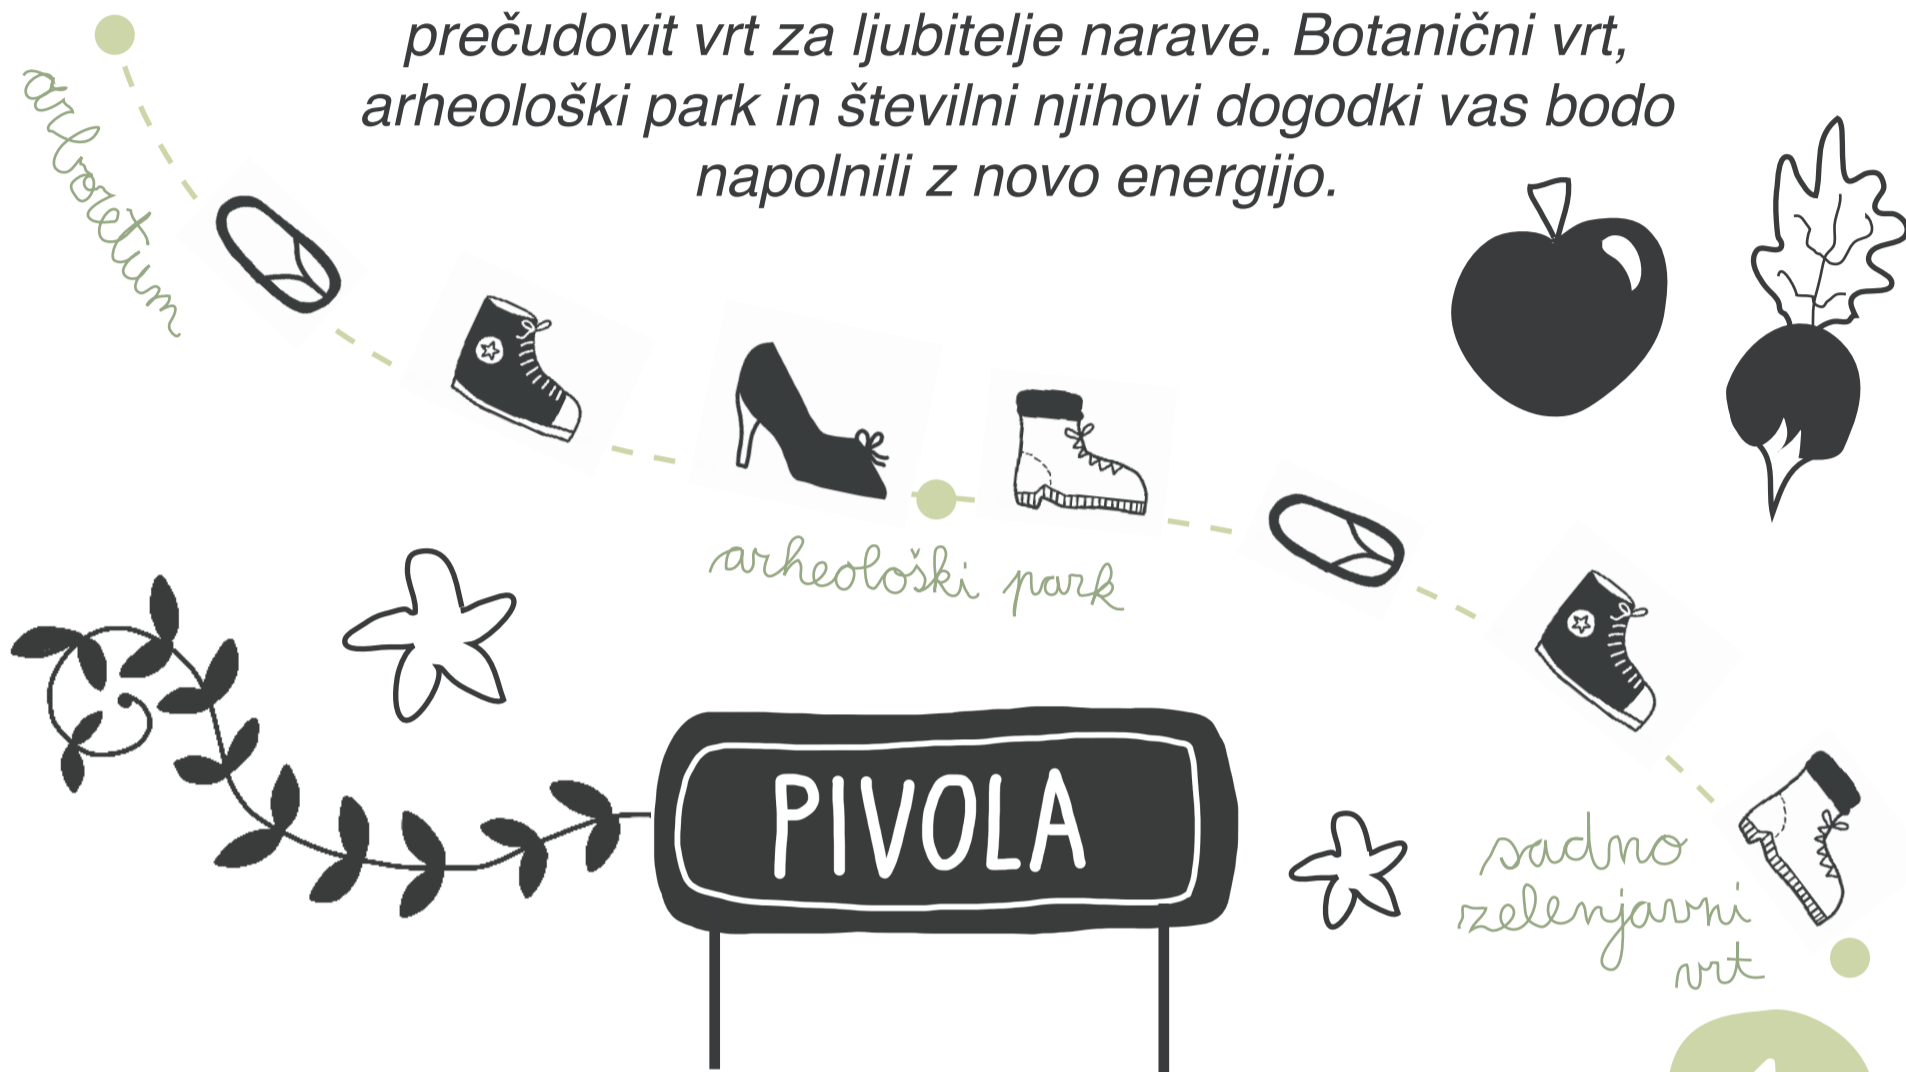 prečudovit vrt za ljubitelje narave. Botanični vrt,
arheološki park in številni njihovi dogodki vas bodo
napolnili z novo energijo.
arboretum
arheološki park
PIVOLA
sadno
zelenjavni
vrt